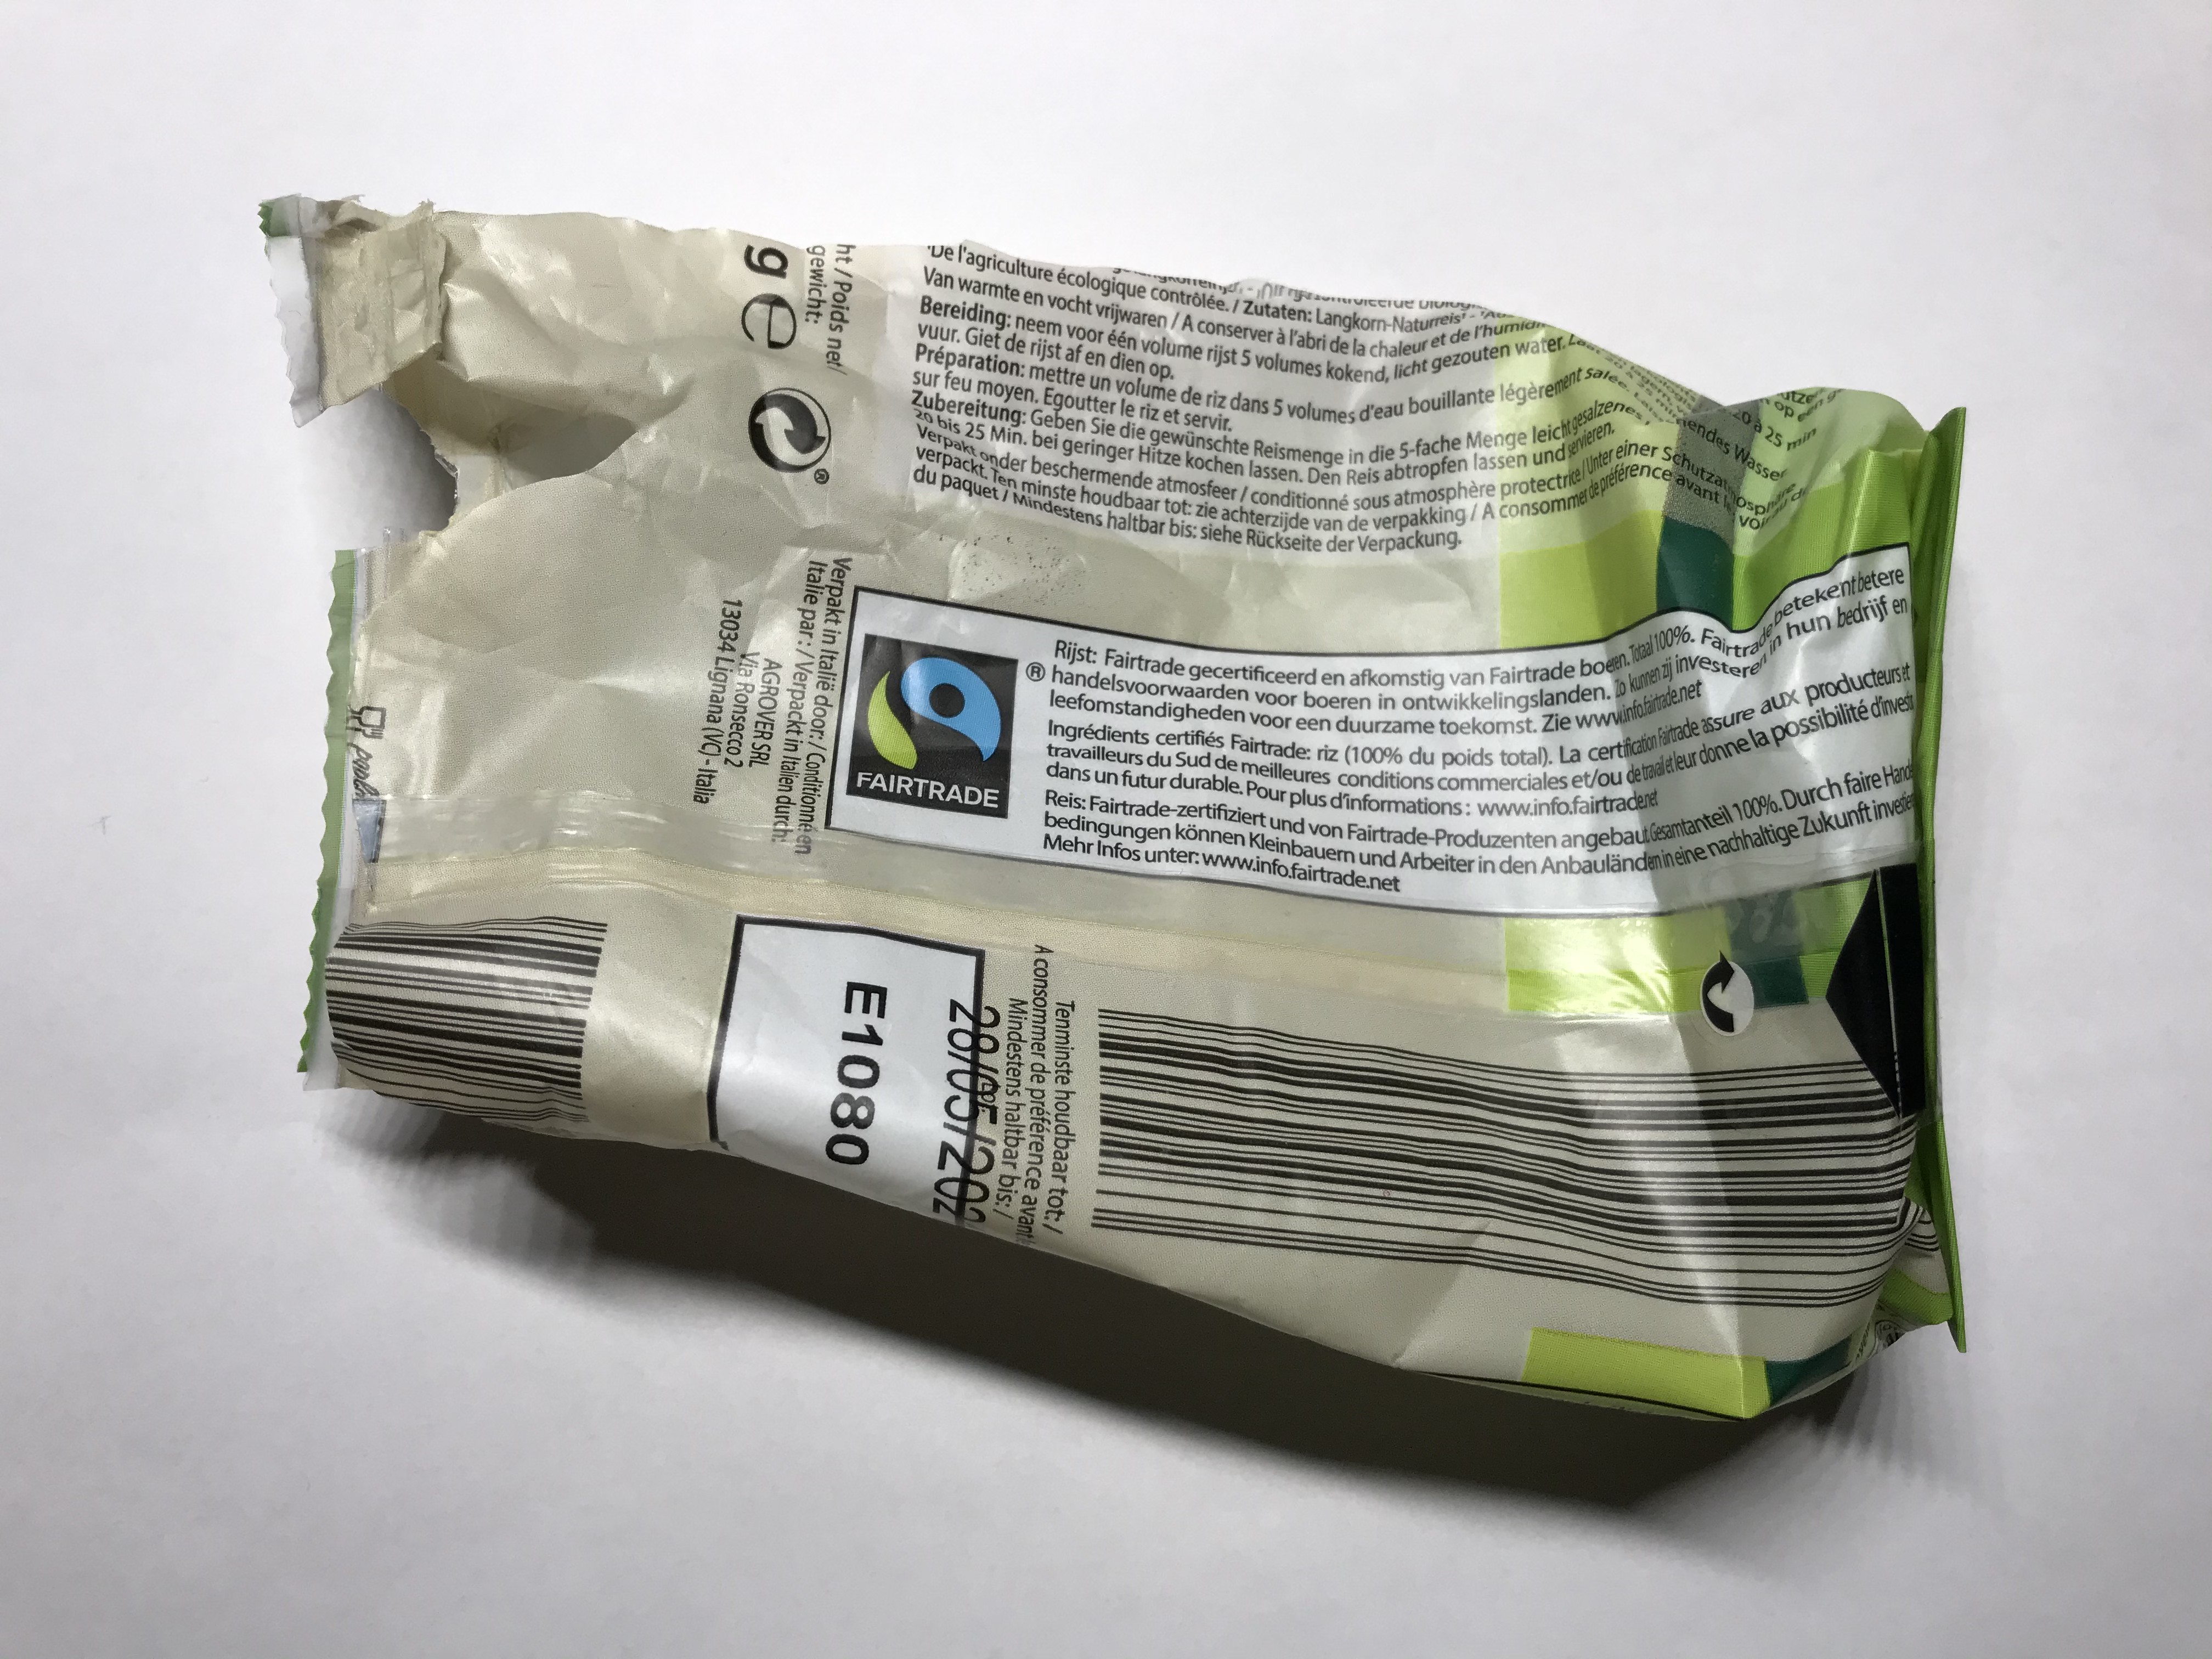 ht / Poids net/
gewicht:
g e
®
¹De l'agriculture écologique contrôlée. / Zutaten: Langkorn-Naturreis¹ -
Van warmte en vocht vrijwaren / A conserver à l'abri de la chaleur et de l'humidi
Bereiding: neem voor één volume rijst 5 volumes kokend, licht gezouten water.
vuur. Giet de rijst af en dien op.
Préparation: mettre un volume de riz dans 5 volumes d'eau bouillante légèrement salée. 20 à 25 min
sur feu moyen. Egoutter le riz et servir.
Zubereitung: Geben Sie die gewünschte Reismenge in die 5-fache Menge leicht gesalzenes, Wasser
20 bis 25 Min. bei geringer Hitze kochen lassen. Den Reis abtropfen lassen und servieren.
Verpakt onder beschermende atmosfeer / conditionné sous atmosphère protectrice / Unter einer Schutzatmosphäre
verpackt. Ten minste houdbaar tot: zie achterzijde van de verpakking / A consommer de préférence avant le
du paquet / Mindestens haltbar bis: siehe Rückseite der Verpackung.
Verpakt in Italië door: / Conditionné en
Italie par: / Verpackt in Italien durch:
AGROVER SRL
Via Ronsecco 2
13034 Lignana (VC) - Italia
FAIRTRADE
®
Rijst: Fairtrade gecertificeerd en afkomstig van Fairtrade boeren. Totaal 100%. Fairtrade betekent betere
handelsvoorwaarden voor boeren in ontwikkelingslanden. Zo kunnen zij investeren in hun bedrijf en
leefomstandigheden voor een duurzame toekomst. Zie www.info.fairtrade.net
Ingrédients certifiés Fairtrade: riz (100% du poids total). La certification Fairtrade assure aux producteurs et
travailleurs du Sud de meilleures conditions commerciales et/ou de travail et leur donne la possibilité d'invest
dans un futur durable. Pour plus d'informations : www.info.fairtrade.net
Reis: Fairtrade-zertifiziert und von Fairtrade-Produzenten angebaut. Gesamtanteil 100%. Durch faire Hand
bedingungen können Kleinbauern und Arbeiter in den Anbauländern in eine nachhaltige Zukunft investie
Mehr Infos unter: www.info.fairtrade.net
Tenminste houdbaar tot: /
A consommer de préférence avant
Mindestens haltbar bis: /
28/05/202
E1080